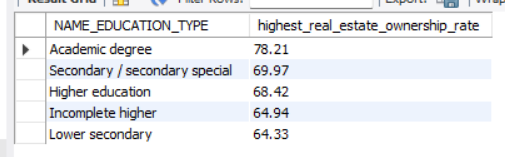 Result Grid Filter Rows: Export: Wrap
NAME_EDUCATION_TYPE highest_real_estate_ownership_rate
Academic degree 78.21
Secondary / secondary special 69.97
Higher education 68.42
Incomplete higher 64.94
Lower secondary 64.33